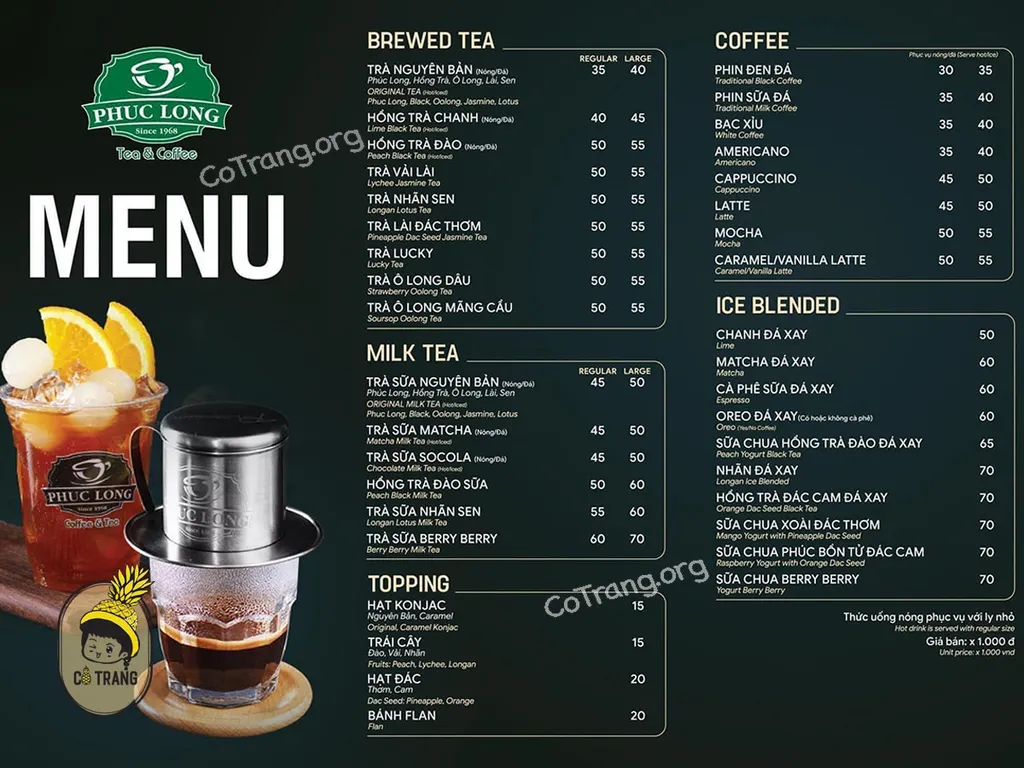 PHUC LONG
Since 1968
Tea & Coffee
MENU
PHUC LONG
Since 1968
Coffee & Tea
CÔ TRANG
CoTrang.org
BREWED TEA
REGULAR LARGE
TRÀ NGUYÊN BẢN (Nóng/Đá) 35 40
Phúc Long, Hồng Trà, Ô Long, Lài, Sen
ORIGINAL TEA (Hot/Iced)
Phuc Long, Black, Oolong, Jasmine, Lotus
HỒNG TRÀ CHANH (Nóng/Đá) 40 45
Lime Black Tea (Hot/Iced)
HỒNG TRÀ ĐÀO (Nóng/Đá) 50 55
Peach Black Tea (Hot/Iced)
TRÀ VẢI LÀI 50 55
Lychee Jasmine Tea
TRÀ NHÃN SEN 50 55
Longan Lotus Tea
TRÀ LÀI ĐÁC THƠM 50 55
Pineapple Dac Seed Jasmine Tea
TRÀ LUCKY 50 55
Lucky Tea
TRÀ Ô LONG DÂU 50 55
Strawberry Oolong Tea
TRÀ Ô LONG MÃNG CẦU 50 55
Soursop Oolong Tea
MILK TEA
REGULAR LARGE
TRÀ SỮA NGUYÊN BẢN (Nóng/Đá) 45 50
Phúc Long, Hồng Trà, Ô Long, Lài, Sen
ORIGINAL MILK TEA (Hot/Iced)
Phuc Long, Black, Oolong, Jasmine, Lotus
TRÀ SỮA MATCHA (Nóng/Đá) 45 50
Matcha Milk Tea (Hot/Iced)
TRÀ SỮA SOCOLA (Nóng/Đá) 45 50
Chocolate Milk Tea (Hot/Iced)
HỒNG TRÀ ĐÀO SỮA 50 60
Peach Black Milk Tea
TRÀ SỮA NHÃN SEN 55 60
Longan Lotus Milk Tea
TRÀ SỮA BERRY BERRY 60 70
Berry Berry Milk Tea
TOPPING
HẠT KONJAC 15
Nguyên Bản, Caramel
Original, Caramel Konjac
TRÁI CÂY 15
Đào, Vải, Nhãn
Fruits: Peach, Lychee, Longan
HẠT ĐÁC 20
Thơm, Cam
Dac Seed: Pineapple, Orange
BÁNH FLAN 20
Flan
COFFEE
Phục vụ nóng/đá (Serve hot/ice)
PHIN ĐEN ĐÁ 30 35
Traditional Black Coffee
PHIN SỮA ĐÁ 35 40
Traditional Milk Coffee
BẠC XỈU 35 40
White Coffee
AMERICANO 35 40
Americano
CAPPUCCINO 45 50
Cappuccino
LATTE 45 50
Latte
MOCHA 50 55
Mocha
CARAMEL/VANILLA LATTE 50 55
Caramel/Vanilla Latte
ICE BLENDED
CHANH ĐÁ XAY 50
Lime
MATCHA ĐÁ XAY 60
Matcha
CÀ PHÊ SỮA ĐÁ XAY 60
Espresso
OREO ĐÁ XAY (Có hoặc không cà phê) 60
Oreo (Yes/No Coffee)
SỮA CHUA HỒNG TRÀ ĐÀO ĐÁ XAY 65
Peach Yogurt Black Tea
NHÃN ĐÁ XAY 70
Longan Ice Blended
HỒNG TRÀ ĐÁC CAM ĐÁ XAY 70
Orange Dac Seed Black Tea
SỮA CHUA XOÀI ĐÁC THƠM 70
Mango Yogurt with Pineapple Dac Seed
SỮA CHUA PHÚC BỒN TỬ ĐÁC CAM 70
Raspberry Yogurt with Orange Dac Seed
SỮA CHUA BERRY BERRY 70
Yogurt Berry Berry
CoTrang.org
Thức uống nóng phục vụ với ly nhỏ
Hot drink is served with regular size
Giá bán: x 1.000 đ
Unit price: x 1.000 vnd